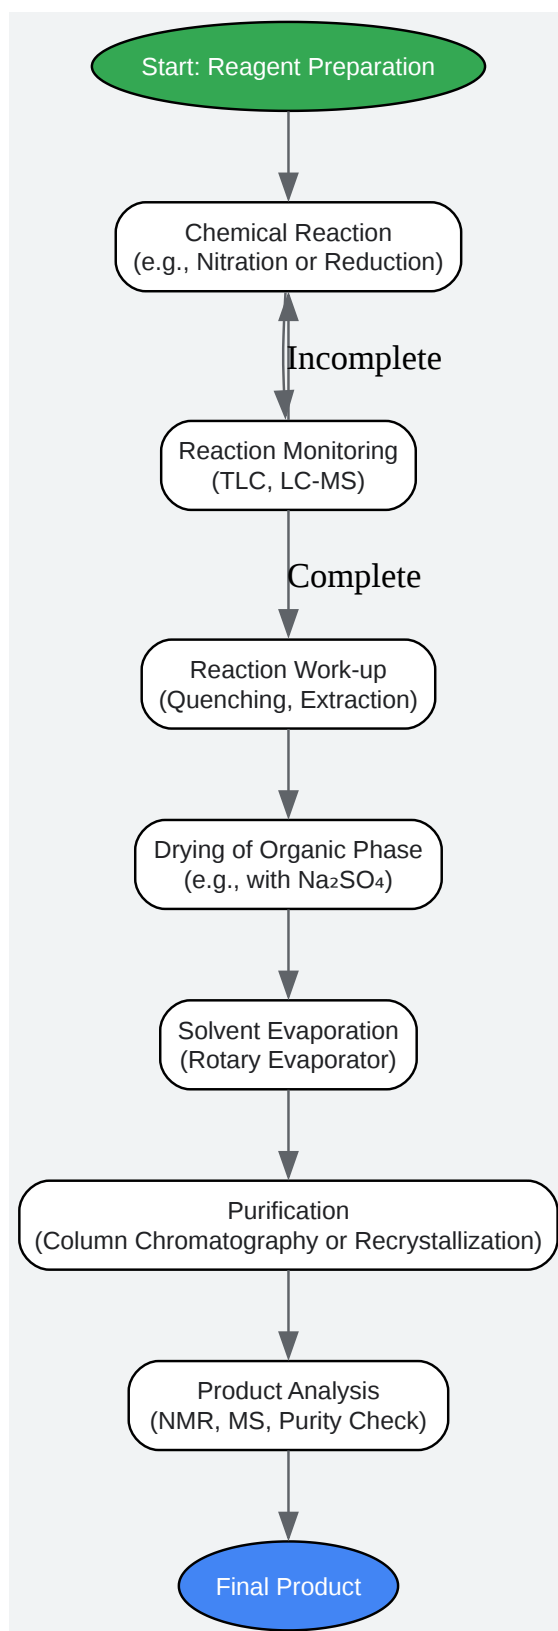 Start: Reagent Preparation
Chemical Reaction
(e.g., Nitration or Reduction)
Incomplete
Reaction Monitoring
(TLC, LC-MS)
Complete
Reaction Work-up
(Quenching, Extraction)
Drying of Organic Phase
(e.g., with Na₂SO₄)
Solvent Evaporation
(Rotary Evaporator)
Purification
(Column Chromatography or Recrystallization)
Product Analysis
(NMR, MS, Purity Check)
Final Product